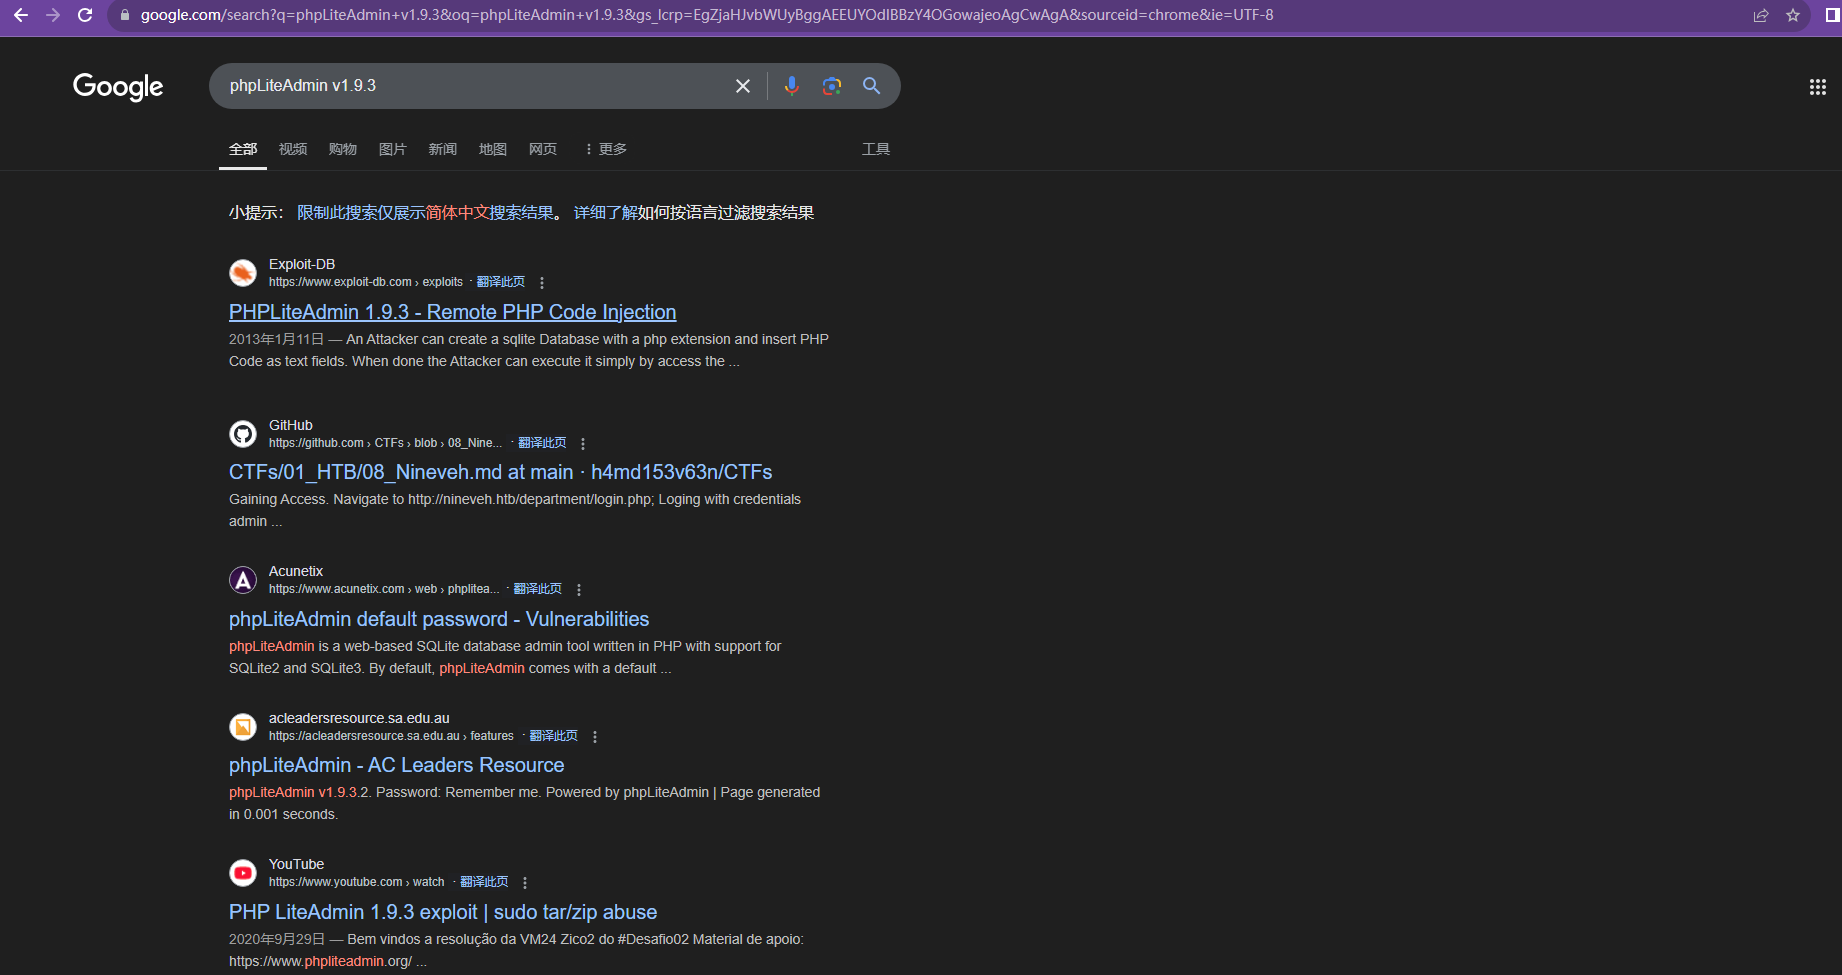 google.com/search?q=phpLiteAdmin+v1.9.3&oq=phpLiteAdmin+v1.9.3&gs_lcrp=EgZjaHJvbWUyBggAEEUYOdIBBzY4OGowajeoAgCwAgA&sourceid=chrome&ie=UTF-8
Google
phpLiteAdmin v1.9.3
全部 视频 购物 图片 新闻 地图 网页 更多 工具
小提示： 限制此搜索仅展示简体中文搜索结果。 详细了解如何按语言过滤搜索结果
Exploit-DB
https://www.exploit-db.com › exploits · 翻译此页
PHPLiteAdmin 1.9.3 - Remote PHP Code Injection
2013年1月11日 — An Attacker can create a sqlite Database with a php extension and insert PHP
Code as text fields. When done the Attacker can execute it simply by access the ...
GitHub
https://github.com › CTFs › blob › 08_Nine... · 翻译此页
CTFs/01_HTB/08_Nineveh.md at main · h4md153v63n/CTFs
Gaining Access. Navigate to http://nineveh.htb/department/login.php; Loging with credentials
admin ...
Acunetix
https://www.acunetix.com › web › phplitea... · 翻译此页
phpLiteAdmin default password - Vulnerabilities
phpLiteAdmin is a web-based SQLite database admin tool written in PHP with support for
SQLite2 and SQLite3. By default, phpLiteAdmin comes with a default ...
acleadersresource.sa.edu.au
https://acleadersresource.sa.edu.au › features · 翻译此页
phpLiteAdmin - AC Leaders Resource
phpLiteAdmin v1.9.3.2. Password: Remember me. Powered by phpLiteAdmin | Page generated
in 0.001 seconds.
YouTube
https://www.youtube.com › watch · 翻译此页
PHP LiteAdmin 1.9.3 exploit | sudo tar/zip abuse
2020年9月29日 — Bem vindos a resolução da VM24 Zico2 do #Desafio02 Material de apoio:
https://www.phpliteadmin.org/ ...